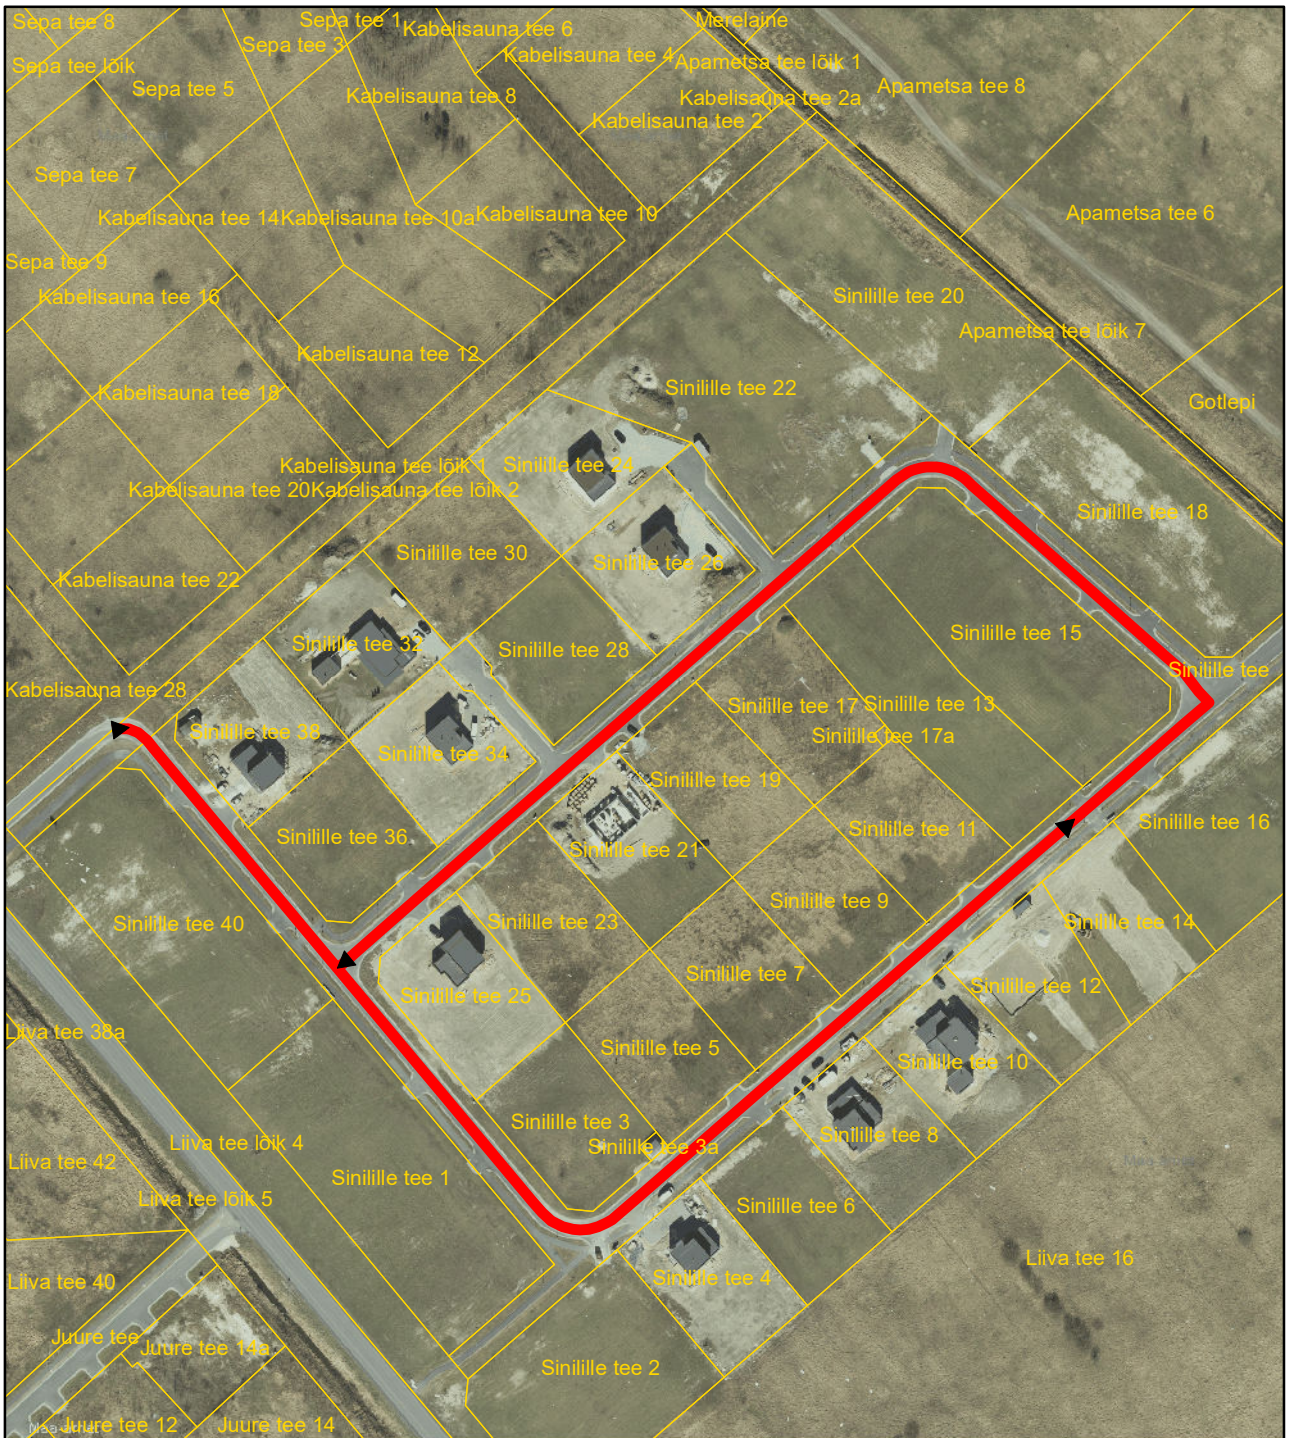 Sepa tee 8
Sepa tee 1
Merelaine
Kabelisauna tee 6
Sepa tee 3
Kabelisauna tee 4
Apametsa tee lõik 1
Sepa tee lõik
Sepa tee 5
Apametsa tee 8
Kabelisauna tee 8
Kabelisauna tee 2a
Kabelisauna tee 2
Sepa tee 7
Kabelisauna tee 14
Kabelisauna tee 10a
Kabelisauna tee 10
Apametsa tee 6
Sepa tee 9
Kabelisauna tee 16
Sinilille tee 20
Apametsa tee lõik 7
Kabelisauna tee 12
Kabelisauna tee 18
Sinilille tee 22
Gotlepi
Kabelisauna tee lõik 1
Sinilille tee 24
Kabelisauna tee 20
Kabelisauna tee lõik 2
Sinilille tee 18
Sinilille tee 30
Sinilille tee 26
Kabelisauna tee 22
Sinilille tee 15
Sinilille tee 32
Sinilille tee 28
Sinilille tee
Kabelisauna tee 28
Sinilille tee 17
Sinilille tee 13
Sinilille tee 38
Sinilille tee 17a
Sinilille tee 34
Sinilille tee 19
Sinilille tee 16
Sinilille tee 36
Sinilille tee 11
Sinilille tee 21
Sinilille tee 9
Sinilille tee 40
Sinilille tee 23
Sinilille tee 14
Sinilille tee 7
Sinilille tee 12
Sinilille tee 25
Liiva tee 38a
Sinilille tee 5
Sinilille tee 10
Sinilille tee 3
Sinilille tee 8
Liiva tee lõik 4
Sinilille tee 3a
Liiva tee 42
Sinilille tee 1
Liiva tee lõik 5
Sinilille tee 6
Liiva tee 16
Liiva tee 40
Sinilille tee 4
Juure tee
Juure tee 14a
Sinilille tee 2
Juure tee 12
Juure tee 14